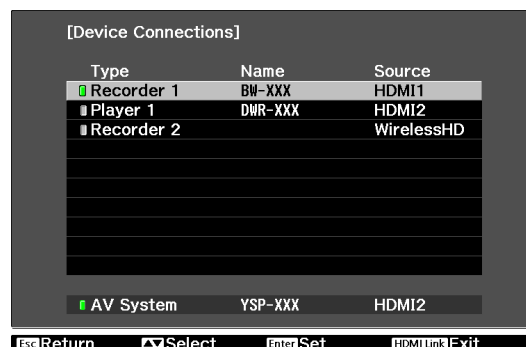 [Device Connections]
Type Name Source
Recorder 1 BW-XXX HDMI1
Player 1 DWR-XXX HDMI2
Recorder 2 WirelessHD
AV System YSP-XXX HDMI2
Esc Return Select Enter Set HDMI Link Exit